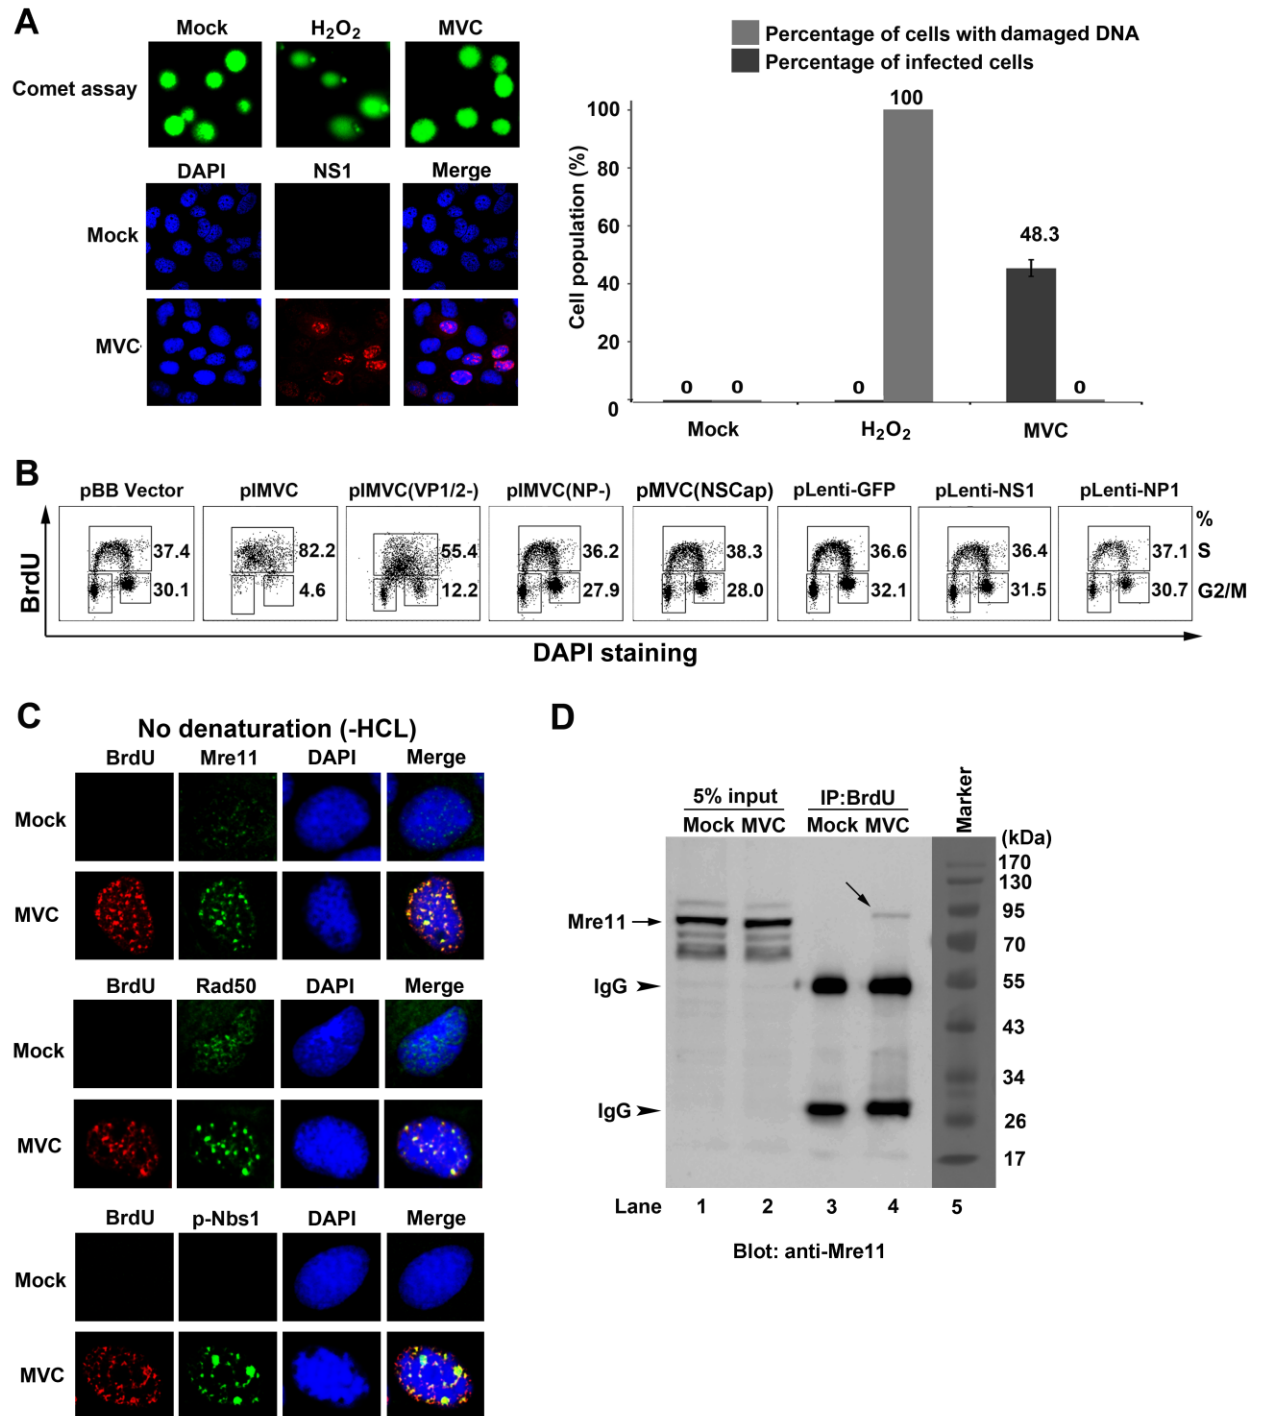 A
Mock H2O2 MVC
Comet assay
DAPI NS1 Merge
Mock
MVC
Percentage of cells with damaged DNA
Percentage of infected cells
Cell population (%)
100
80
60
40
20
0
0 0
0 100
48.3 0
Mock H2O2 MVC
B
pBB Vector pIMVC pIMVC(VP1/2-) pIMVC(NP-) pMVC(NSCap) pLenti-GFP pLenti-NS1 pLenti-NP1
%
37.4 82.2 55.4 36.2 38.3 36.6 36.4 37.1 S
30.1 4.6 12.2 27.9 28.0 32.1 31.5 30.7 G2/M
BrdU
DAPI staining
C
No denaturation (-HCL)
BrdU Mre11 DAPI Merge
Mock
MVC
BrdU Rad50 DAPI Merge
Mock
MVC
BrdU p-Nbs1 DAPI Merge
Mock
MVC
D
5% input IP:BrdU
Mock MVC Mock MVC
Marker
(kDa)
170
130
95
70
55
43
34
26
17
Mre11
IgG
IgG
Lane 1 2 3 4 5
Blot: anti-Mre11